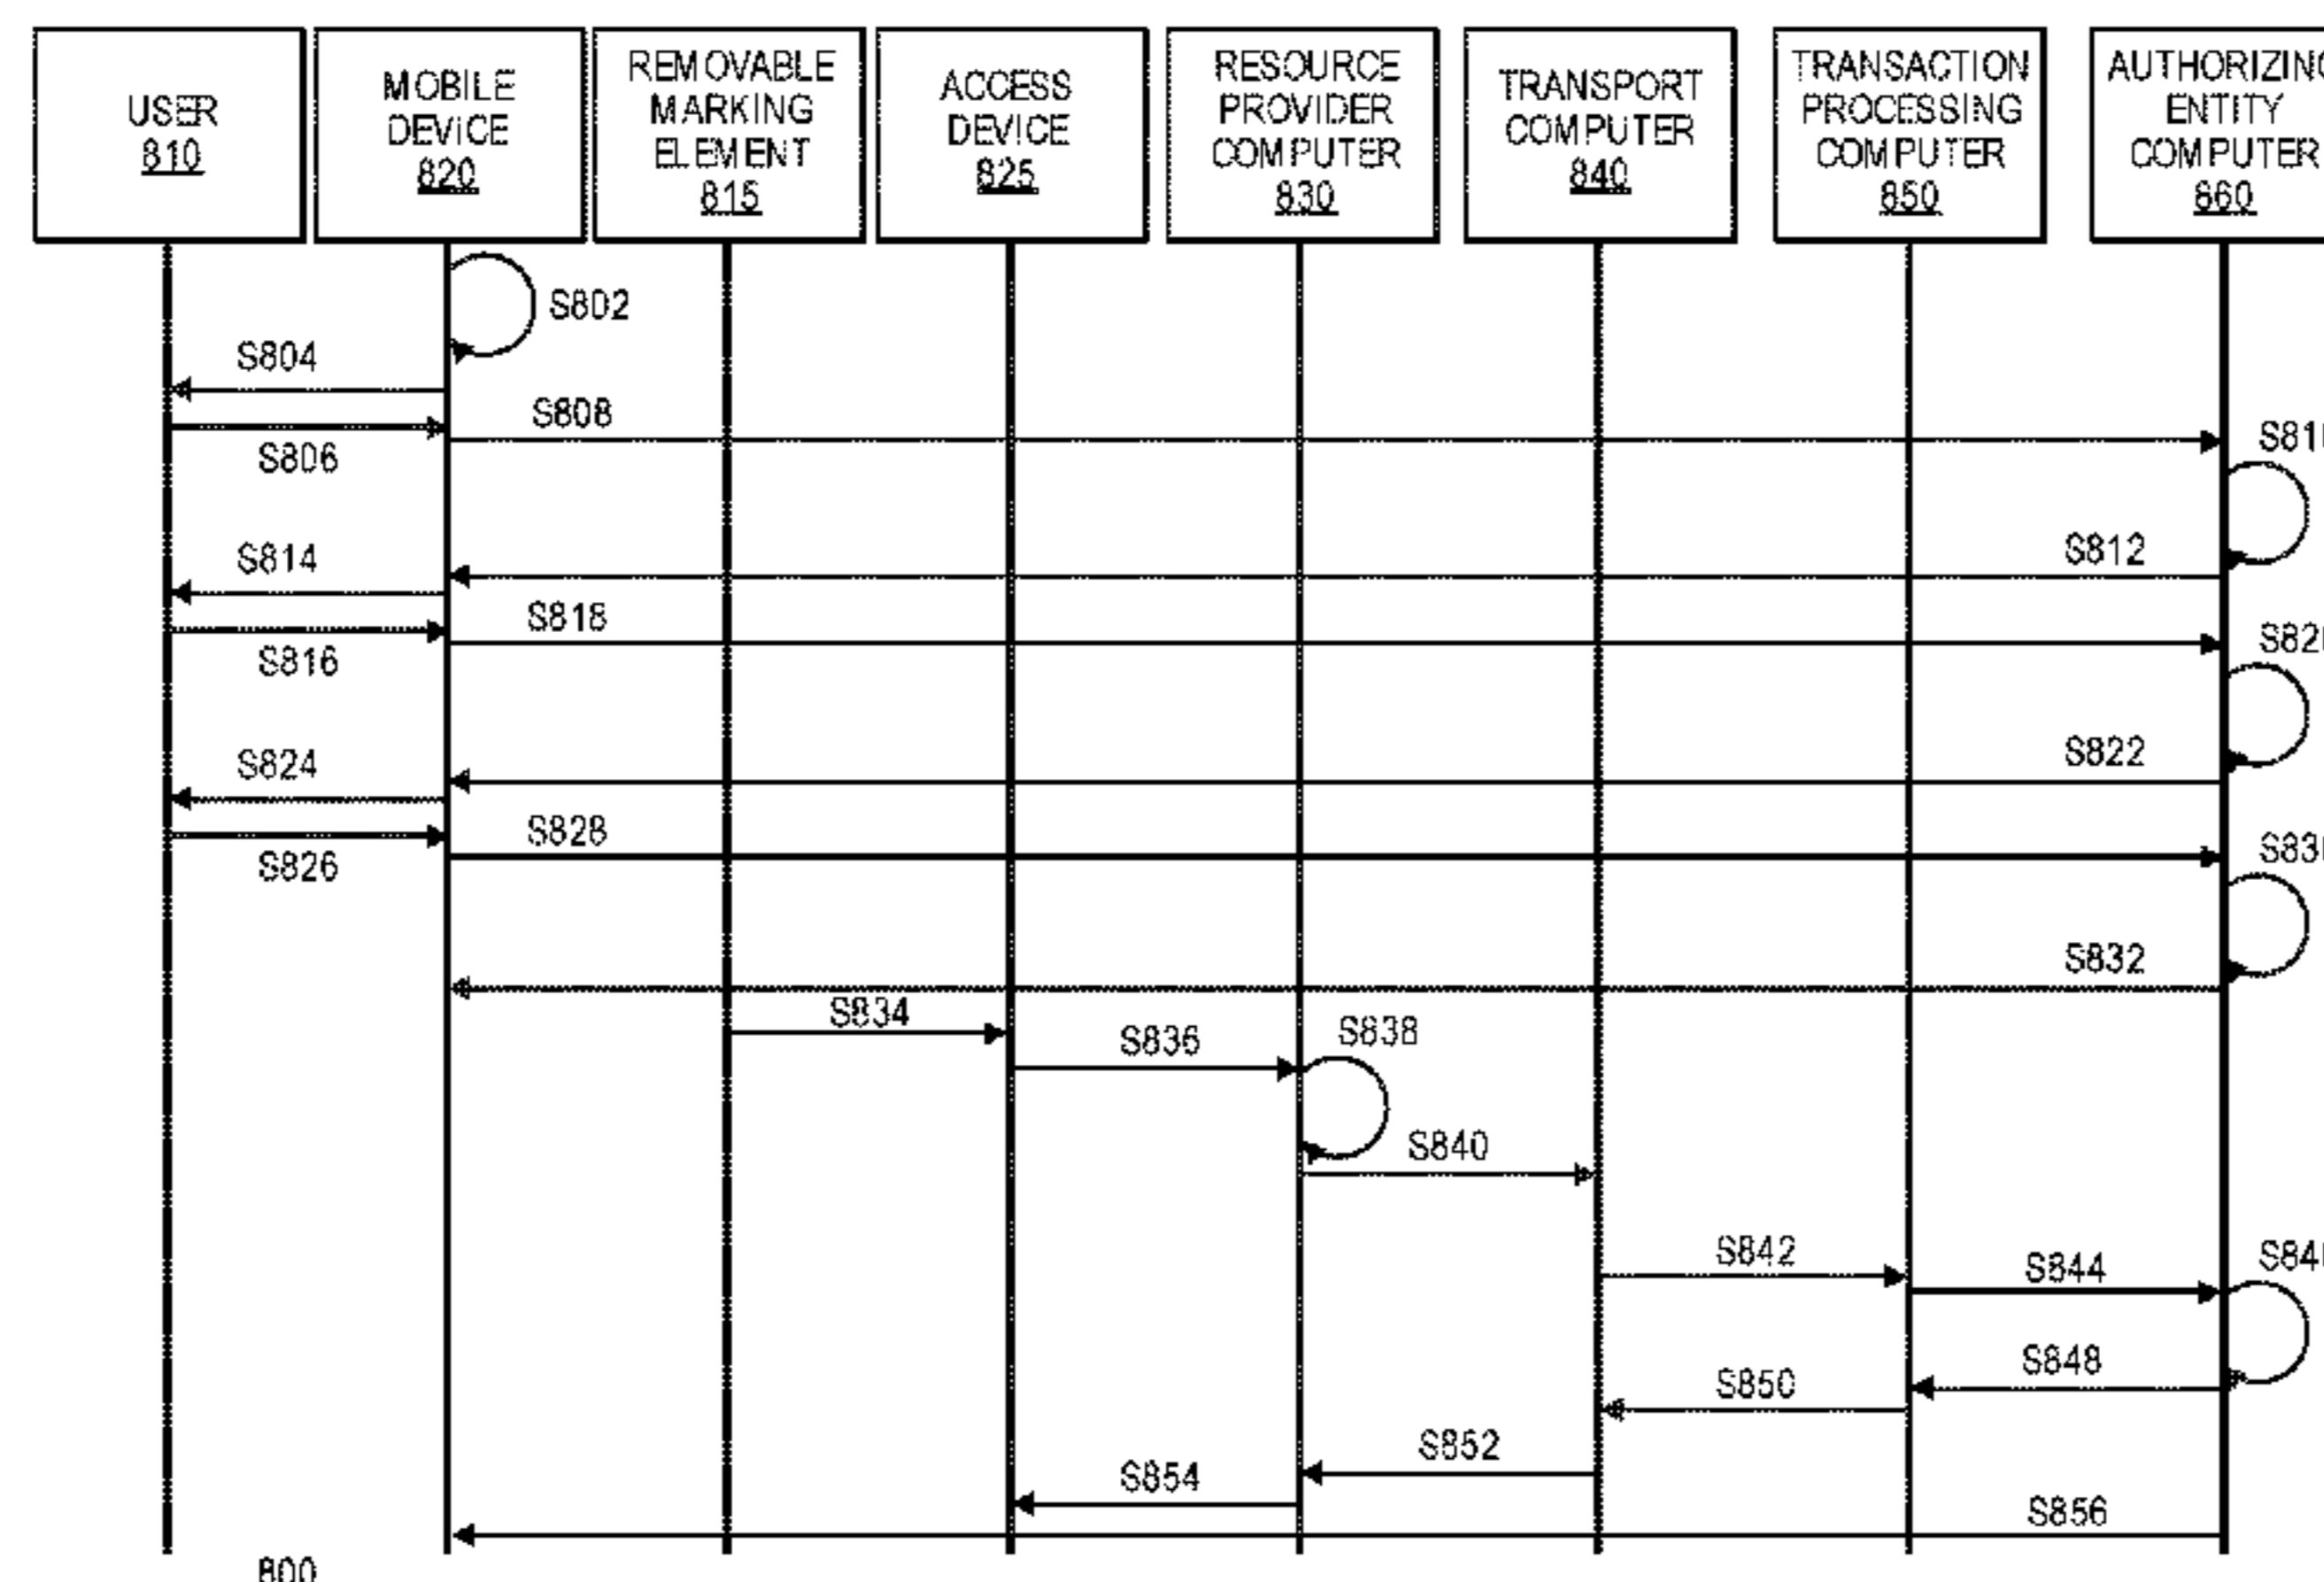 USER
810
MOBILE
DEVICE
820
REMOVABLE
MARKING
ELEMENT
815
ACCESS
DEVICE
825
RESOURCE
PROVIDER
COMPUTER
830
TRANSPORT
COMPUTER
840
TRANSACTION
PROCESSING
COMPUTER
850
AUTHORIZING
ENTITY
COMPUTER
860
S802
S804
S808
S806
S812
S814
S818
S816
S822
S824
S828
S826
S832
S834
S836
S838
S840
S842
S844
S848
S850
S852
S854
S856
800